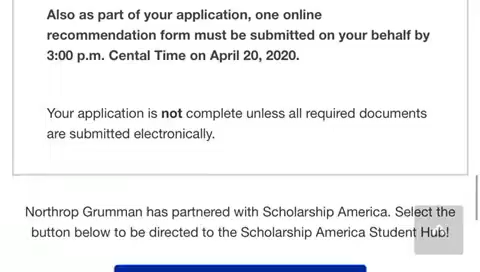 Also as part of your application, one online
recommendation form must be submitted on your behalf by
3:00 p.m. Cental Time on April 20, 2020.
Your application is not complete unless all required documents
are submitted electronically.
Northrop Grumman has partnered with Scholarship America. Select the
button below to be directed to the Scholarship America Student Hub!